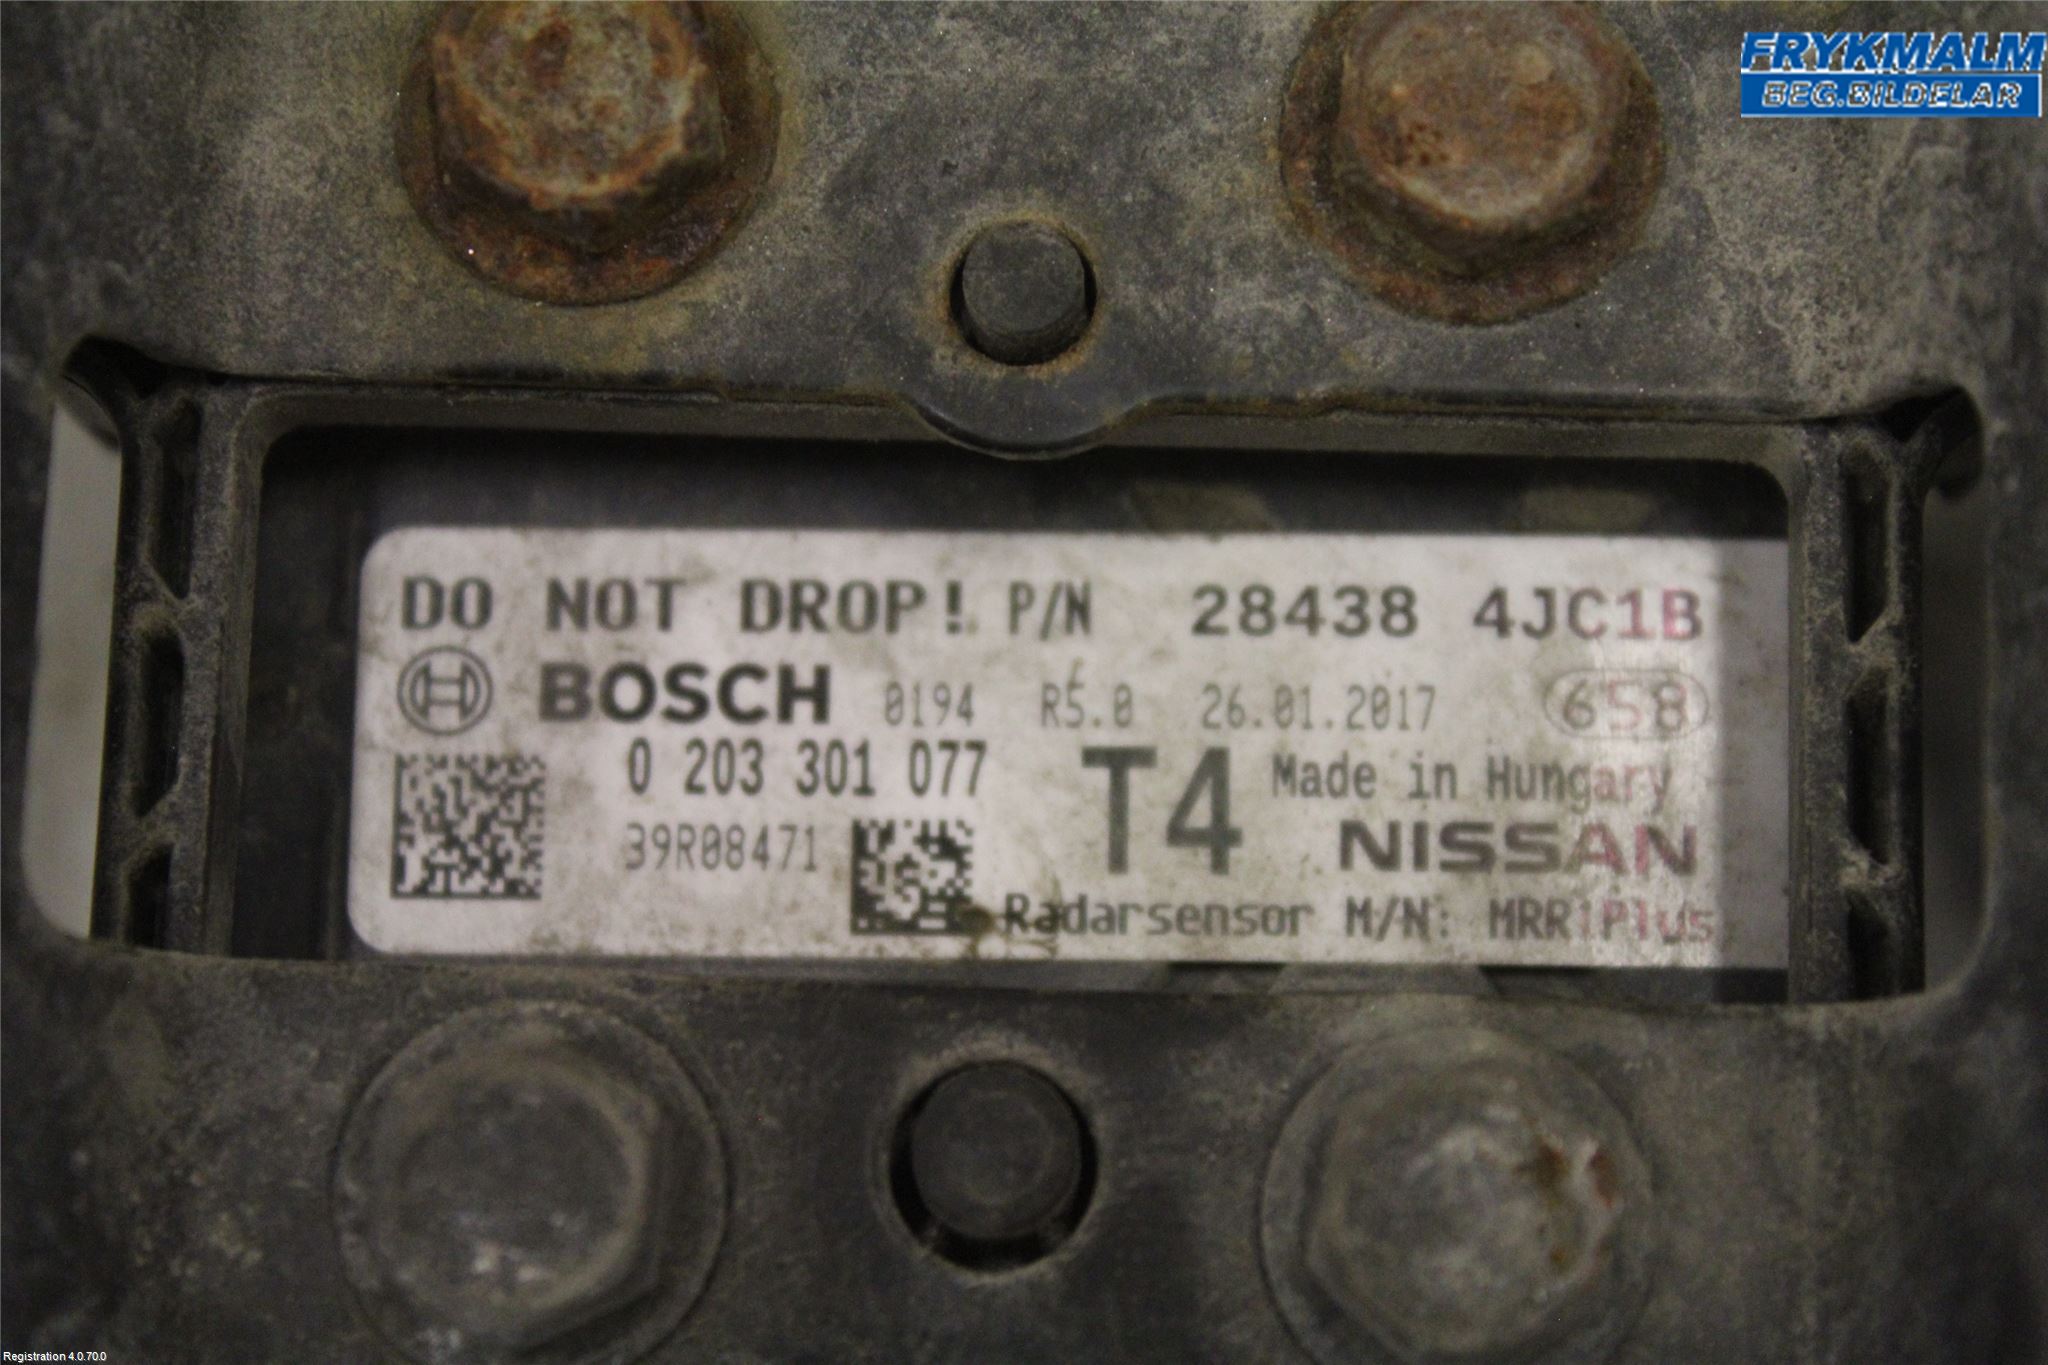 FRYKMALM
BEG.BILDELAR
DO NOT DROP! P/N 28438 4JC1B
BOSCH 0194 R5.0 26.01.2017 658
0 203 301 077 T4 Made in Hungary
39R08471 NISSAN
Radarsensor M/N: MRR1Plus
Registration 4.0.70.0